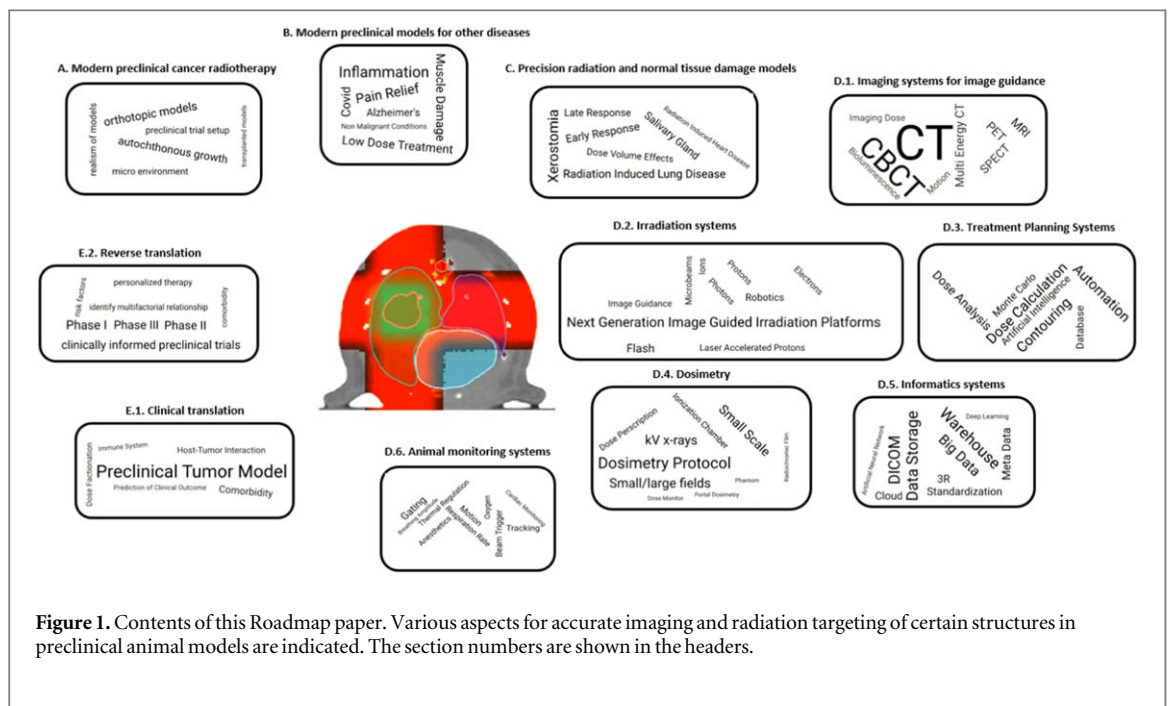 B. Modern preclinical models for other diseases
Inflammation
Muscle Damage
Covid
Pain Relief
Alzheimer's
Non Malignant Conditions
Low Dose Treatment
A. Modern preclinical cancer radiotherapy
realism of models
orthotopic models
preclinical trial setup
autochthonous growth
micro environment
transplanted models
C. Precision radiation and normal tissue damage models
Xerostomia
Late Response
Early Response
Salivary Gland
Radiation Induced Heart Disease
Dose Volume Effects
Radiation Induced Lung Disease
D.1. Imaging systems for image guidance
Imaging Dose
CT
CBCT
Bioluminescence
Motion
Multi Energy CT
MRI
PET
SPECT
E.2. Reverse translation
risk factors
personalized therapy
identify multifactorial relationship
comorbidity
Phase I Phase III Phase II
clinically informed preclinical trials
D.2. Irradiation systems
Microbeams
Ions
Protons
Photons
Electrons
Robotics
Image Guidance
Next Generation Image Guided Irradiation Platforms
Flash
Laser Accelerated Protons
D.3. Treatment Planning Systems
Dose Analysis
Monte Carlo
Dose Calculation
Artificial Intelligence
Contouring
Automation
Database
E.1. Clinical translation
Dose Fractionation
Immune System
Host-Tumor Interaction
Preclinical Tumor Model
Prediction of Clinical Outcome
Comorbidity
D.6. Animal monitoring systems
Gating
Breathing Amplitude
Thermal Regulation
Anesthetics
Motion
Respiration Rate
Oxygen
Beam Trigger
Cardiac Monitoring
Tracking
D.4. Dosimetry
Dose Perscription
Ionization Chamber
Small Scale
kV x-rays
Dosimetry Protocol
Small/large fields
Phantom
Dose Monitor
Portal Dosimetry
Radiochromic Film
D.5. Informatics systems
Artificial Neural Network
DICOM
Data Storage
Cloud
Warehouse
Big Data
Deep Learning
Meta Data
3R
Standardization
Figure 1. Contents of this Roadmap paper. Various aspects for accurate imaging and radiation targeting of certain structures in
preclinical animal models are indicated. The section numbers are shown in the headers.